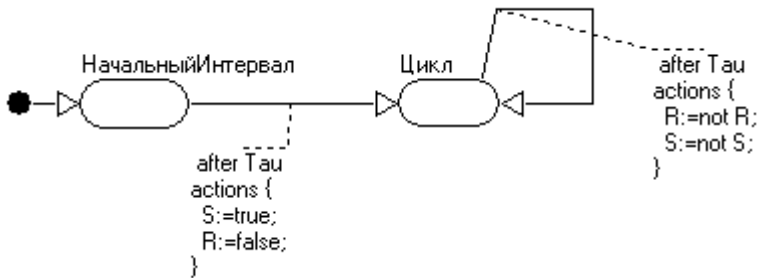 НачальныйИнтервал
Цикл
after Tau
actions {
S:=true;
R:=false;
}
after Tau
actions {
R:=not R;
S:=not S;
}